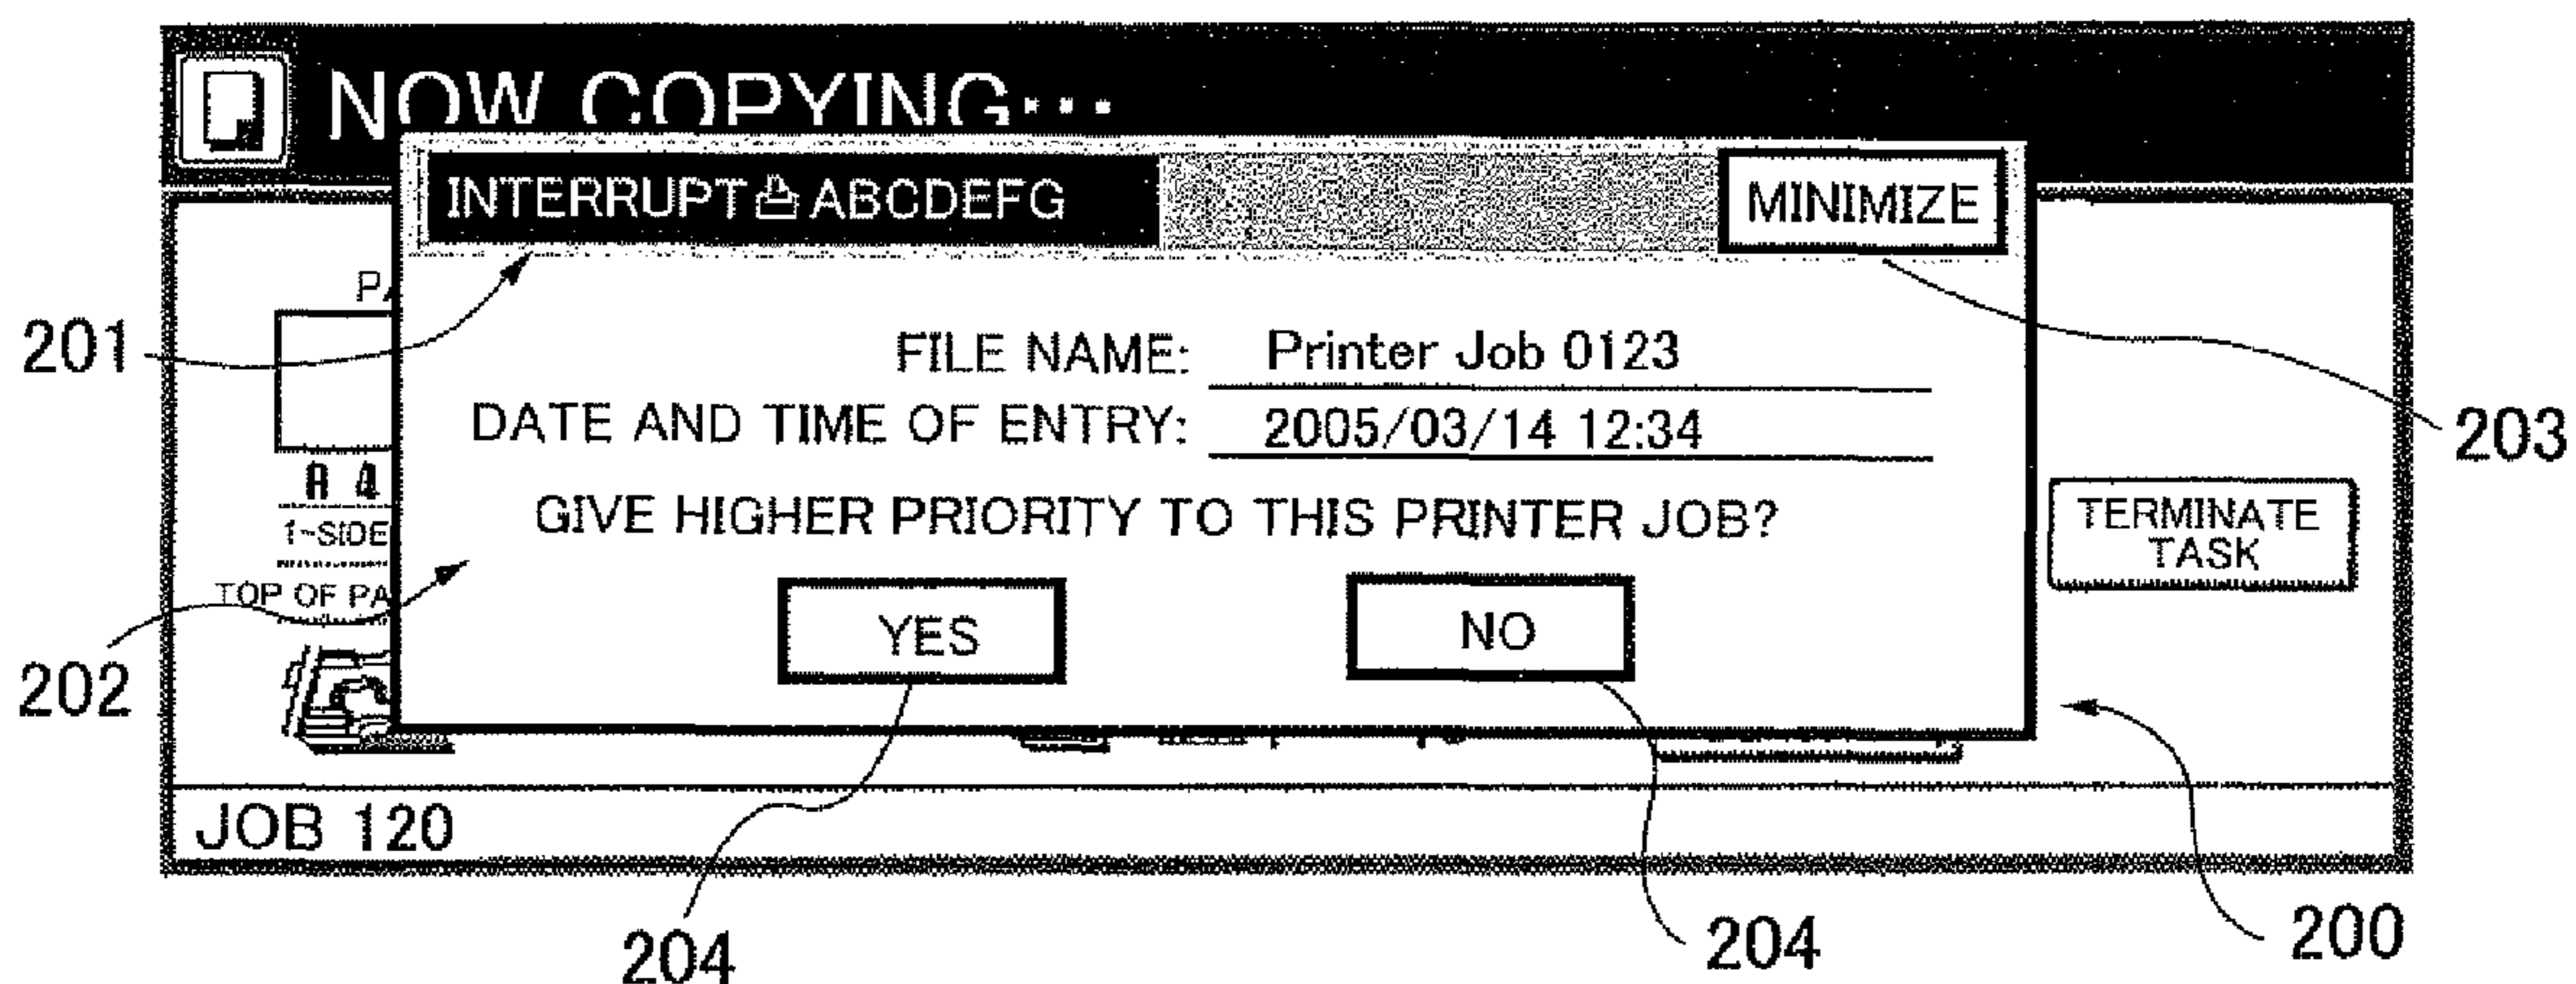 NOW COPYING...
INTERRUPT ABCDEFG
MINIMIZE
PA
201
FILE NAME: Printer Job 0123
DATE AND TIME OF ENTRY: 2005/03/14 12:34
203
A4
GIVE HIGHER PRIORITY TO THIS PRINTER JOB?
1-SIDE
TERMINATE
TASK
TOP OF PA
YES
NO
202
JOB 120
204
204
200